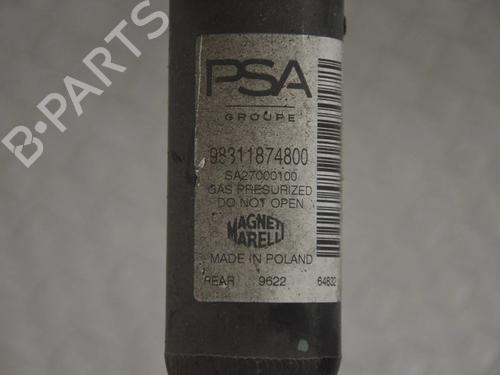 B-PARTS
PSA
GROUPE
98311874800
SA27000100
GAS PRESURIZED
DO NOT OPEN
MAGNETI
MARELLI
MADE IN POLAND
REAR 9622 64832